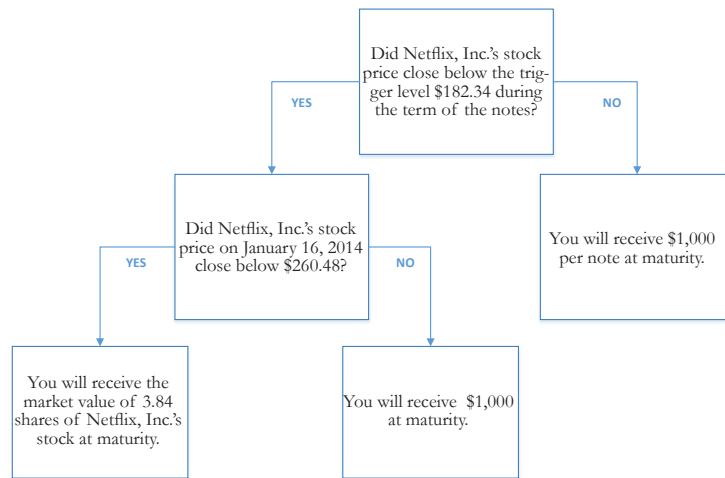 Did Netflix, Inc.'s stock
price close below the trig-
ger level $182.34 during
the term of the notes?
YES
NO
Did Netflix, Inc.'s stock
price on January 16, 2014
close below $260.48?
You will receive $1,000
per note at maturity.
YES
NO
You will receive the
market value of 3.84
shares of Netflix, Inc.'s
stock at maturity.
You will receive $1,000
at maturity.